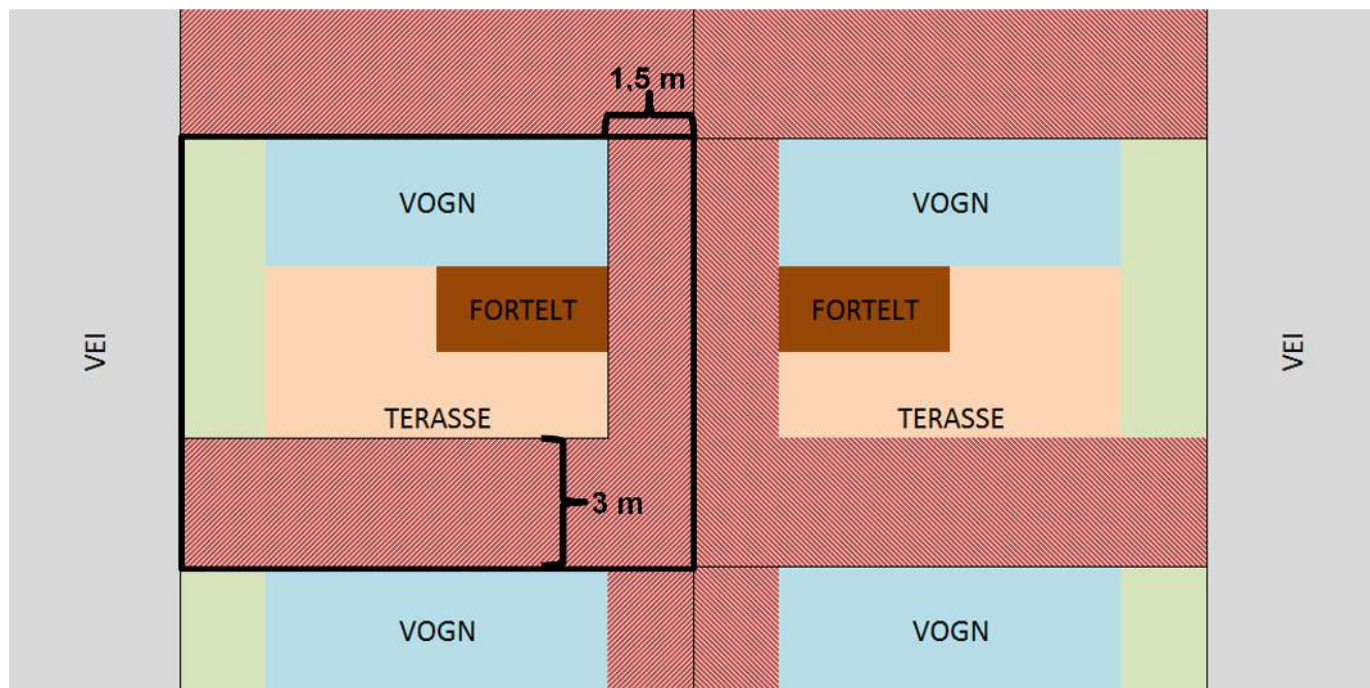 1,5 m
VOGN
VOGN
FORTELT
FORTELT
VEI
VEI
TERASSE
TERASSE
3 m
VOGN
VOGN